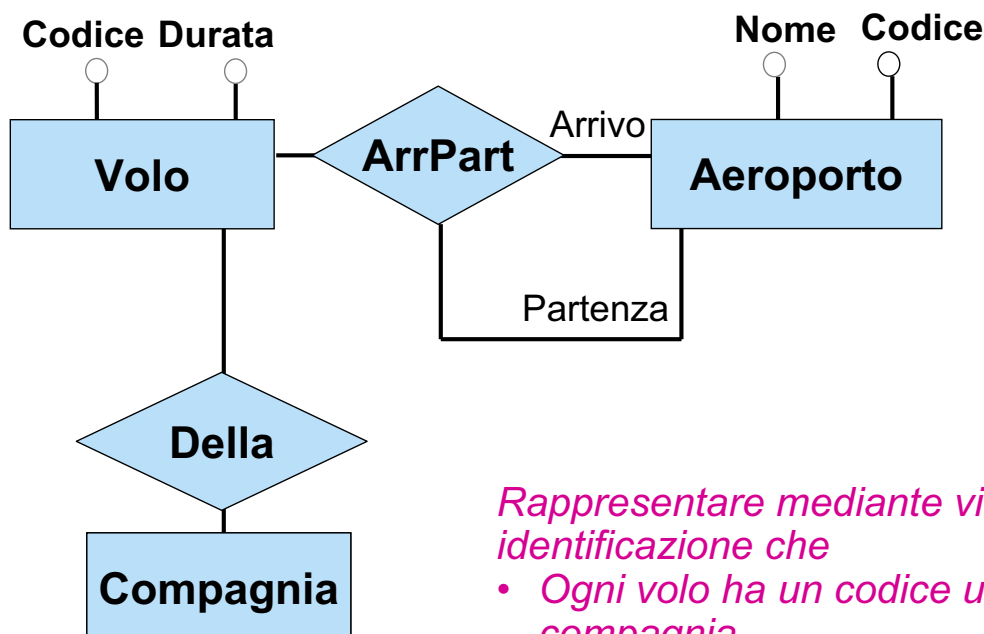 Codice Durata
Nome Codice
Volo
ArrPart
Arrivo
Aeroporto
Partenza
Della
Compagnia
Rappresentare mediante
identificazione che
• Ogni volo ha un codice
compagnia